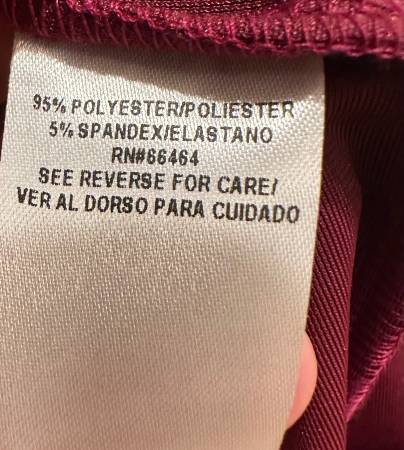 95% POLYESTER/POLIESTER
5% SPANDEX/ELASTANO
RN#66464
SEE REVERSE FOR CARE/
VER AL DORSO PARA CUIDADO